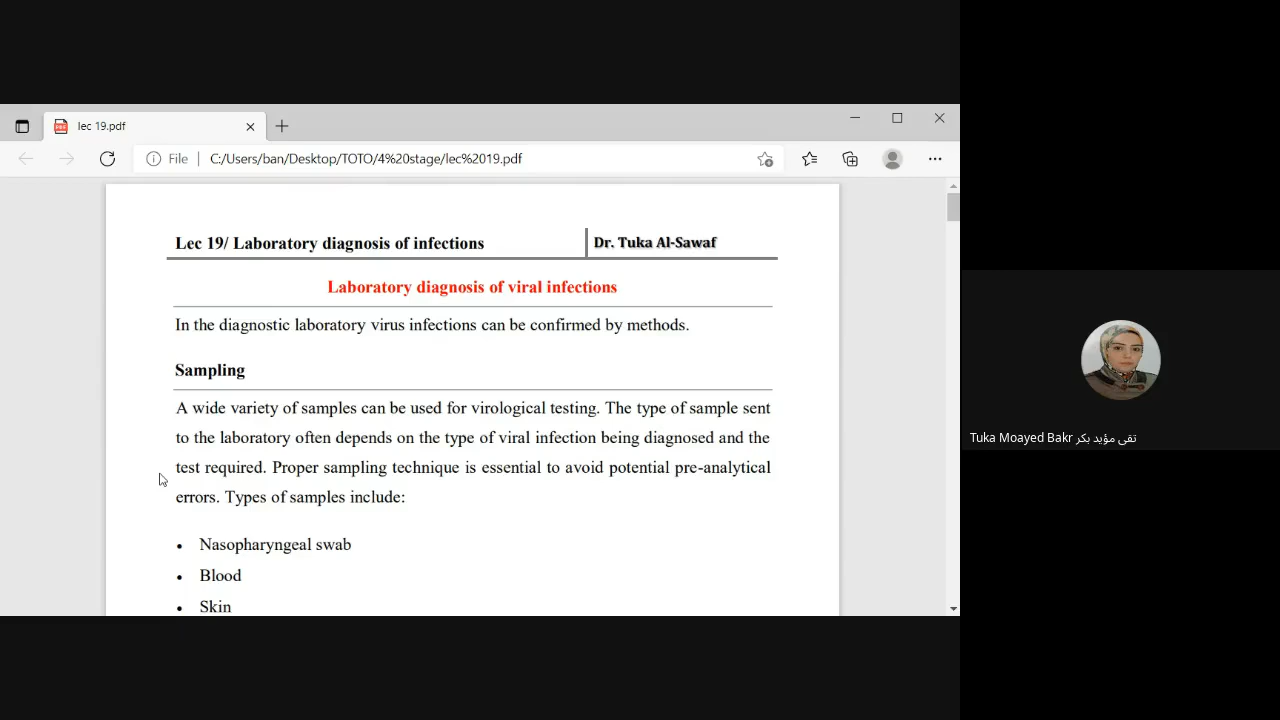 lec 19.pdf
File
C:/Users/ban/Desktop/TOTO/4%20stage/lec%2019.pdf
Lec 19/ Laboratory diagnosis of infections
Dr. Tuka Al-Sawaf
Laboratory diagnosis of viral infections
In the diagnostic laboratory virus infections can be confirmed by methods.
Sampling
A wide variety of samples can be used for virological testing. The type of sample sent
to the laboratory often depends on the type of viral infection being diagnosed and the
test required. Proper sampling technique is essential to avoid potential pre-analytical
errors. Types of samples include:
• Nasopharyngeal swab
• Blood
• Skin
Tuka Moayed Bakr تقى مؤيد بكر